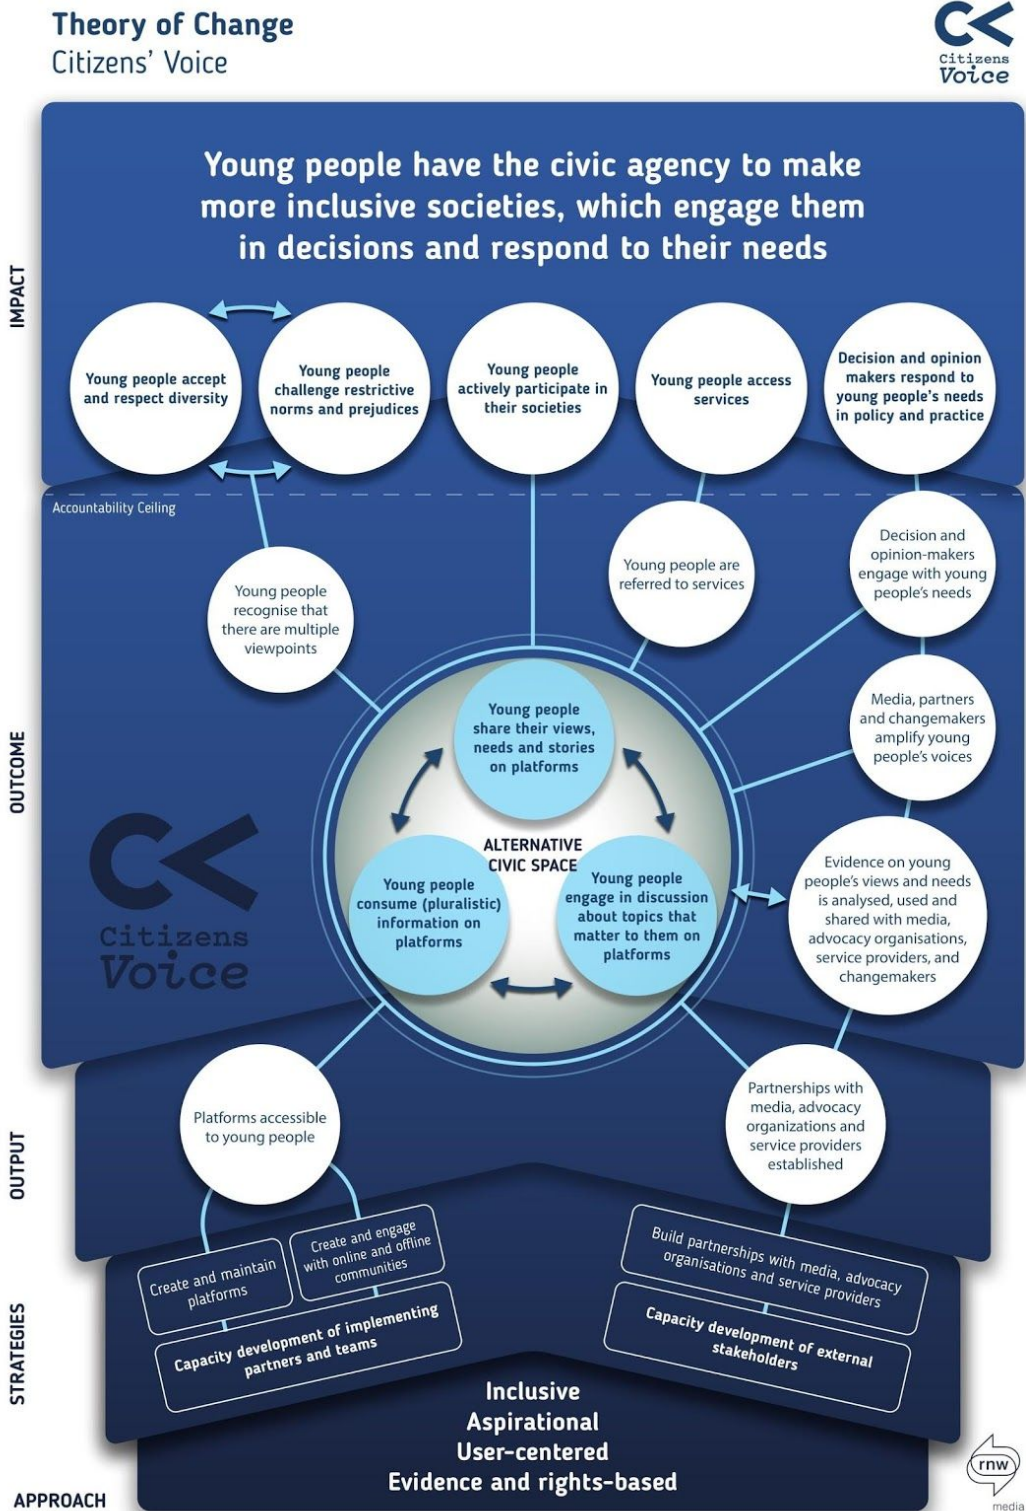 Theory of Change
Citizens' Voice
Citizens
Voice
IMPACT
Young people have the civic agency to make
more inclusive societies, which engage them
in decisions and respond to their needs
Young people accept
and respect diversity
Young people
challenge restrictive
norms and prejudices
Young people
actively participate in
their societies
Young people access
services
Decision and opinion
makers respond to
young people's needs
in policy and practice
Accountability Ceiling
OUTCOME
Young people
recognise that
there are multiple
viewpoints
Young people are
referred to services
Decision and
opinion-makers
engage with young
people's needs
Media, partners
and changemakers
amplify young
people's voices
Young people
share their views,
needs and stories
on platforms
ALTERNATIVE
CIVIC SPACE
Young people
consume (pluralistic)
information on
platforms
Young people
engage in discussion
about topics that
matter to them on
platforms
Evidence on young
people's views and needs
is analysed, used and
shared with media,
advocacy organisations,
service providers, and
changemakers
Citizens
Voice
OUTPUT
Platforms accessible
to young people
Partnerships with
media, advocacy
organizations and
service providers
established
STRATEGIES
Create and maintain
platforms
Create and engage
with online and offline
communities
Capacity development of implementing
partners and teams
Build partnerships with media, advocacy
organisations and service providers
Capacity development of external
stakeholders
APPROACH
Inclusive
Aspirational
User-centered
Evidence and rights-based
rnw
media